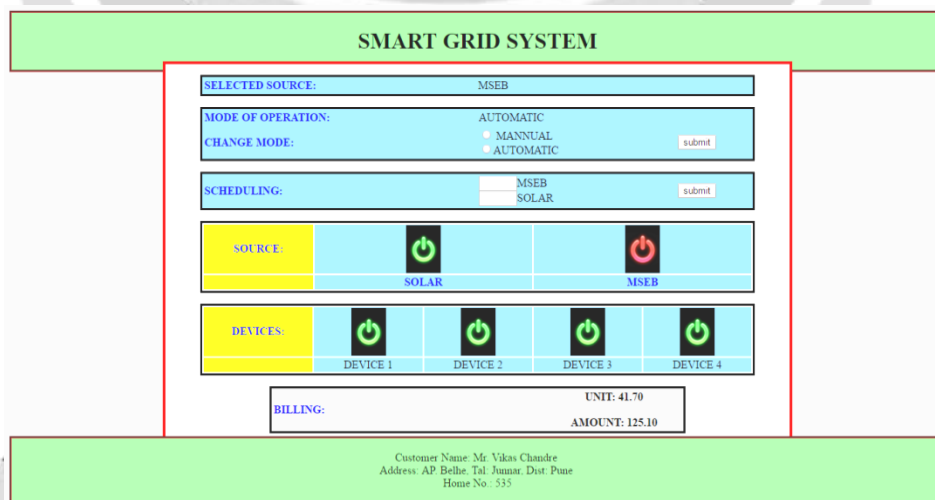 SMART GRID SYSTEM
SELECTED SOURCE: MSEB
MODE OF OPERATION: AUTOMATIC
CHANGE MODE: MANNUAL
AUTOMATIC
submit
SCHEDULING: MSEB
SOLAR
submit
SOURCE:
SOLAR MSEB
DEVICES:
DEVICE 1 DEVICE 2 DEVICE 3 DEVICE 4
BILLING: UNIT: 41.70
AMOUNT: 125.10
Customer Name: Mr. Vikas Chandre
Address: AP. Belhe, Tal: Junnar, Dist: Pune
Home No.: 535